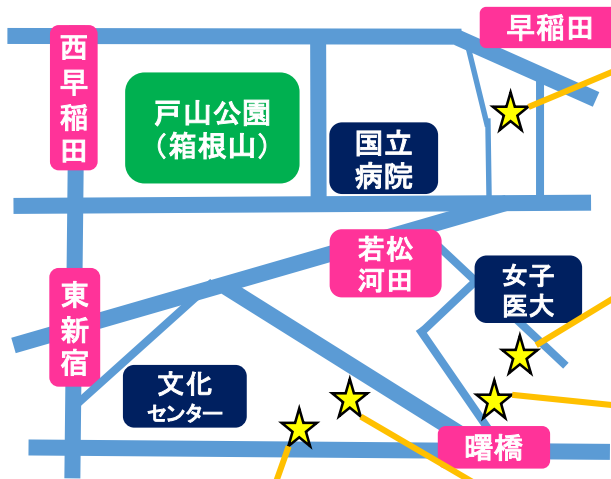 早稲田
西早稲田
戸山公園
（箱根山）
国立
病院
若松
河田
女子
医大
東新宿
文化
センター
曙橋